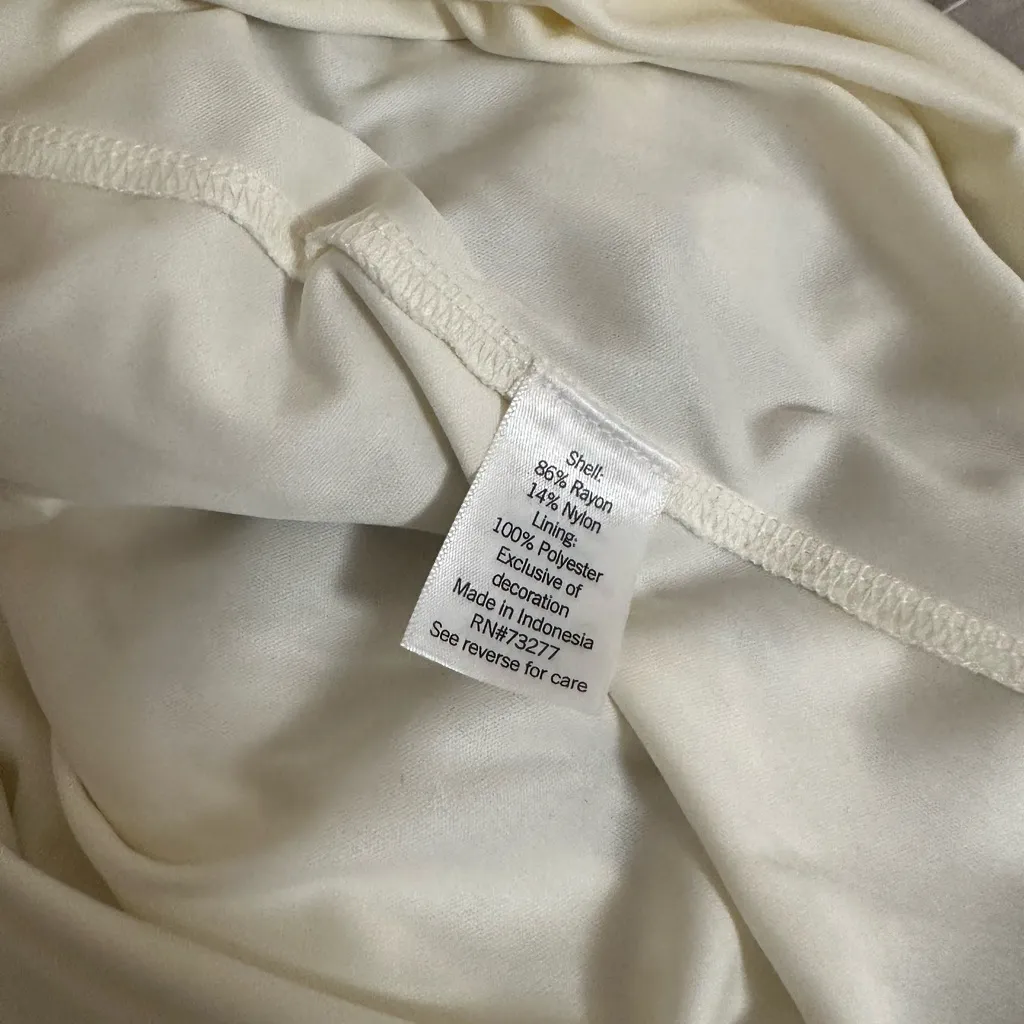 Shell:
86% Rayon
14% Nylon
Lining:
100% Polyester
Exclusive of
decoration
Made in Indonesia
RN#73277
See reverse for care